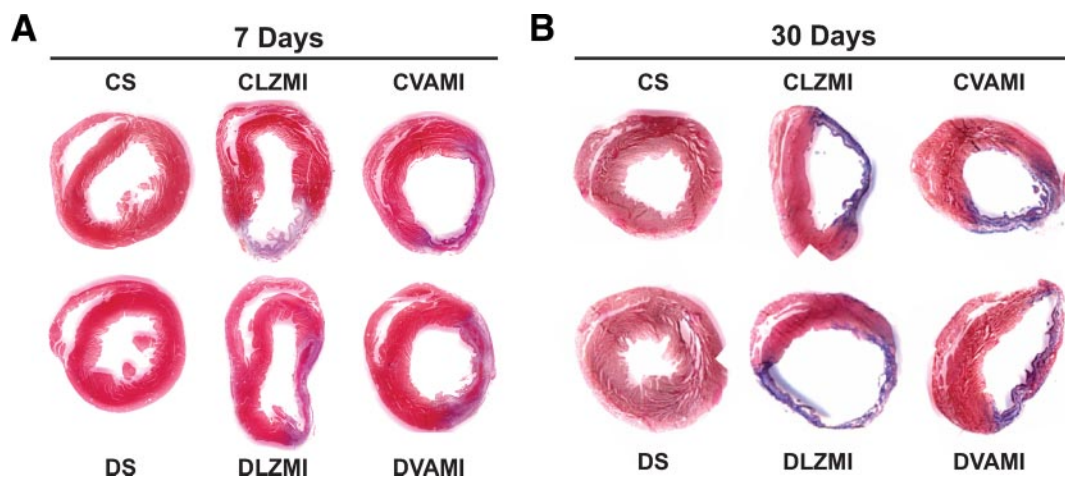 A
7 Days
CS CLZMI CVAMI
DS DLZMI DVAMI
B
30 Days
CS CLZMI CVAMI
DS DLZMI DVAMI